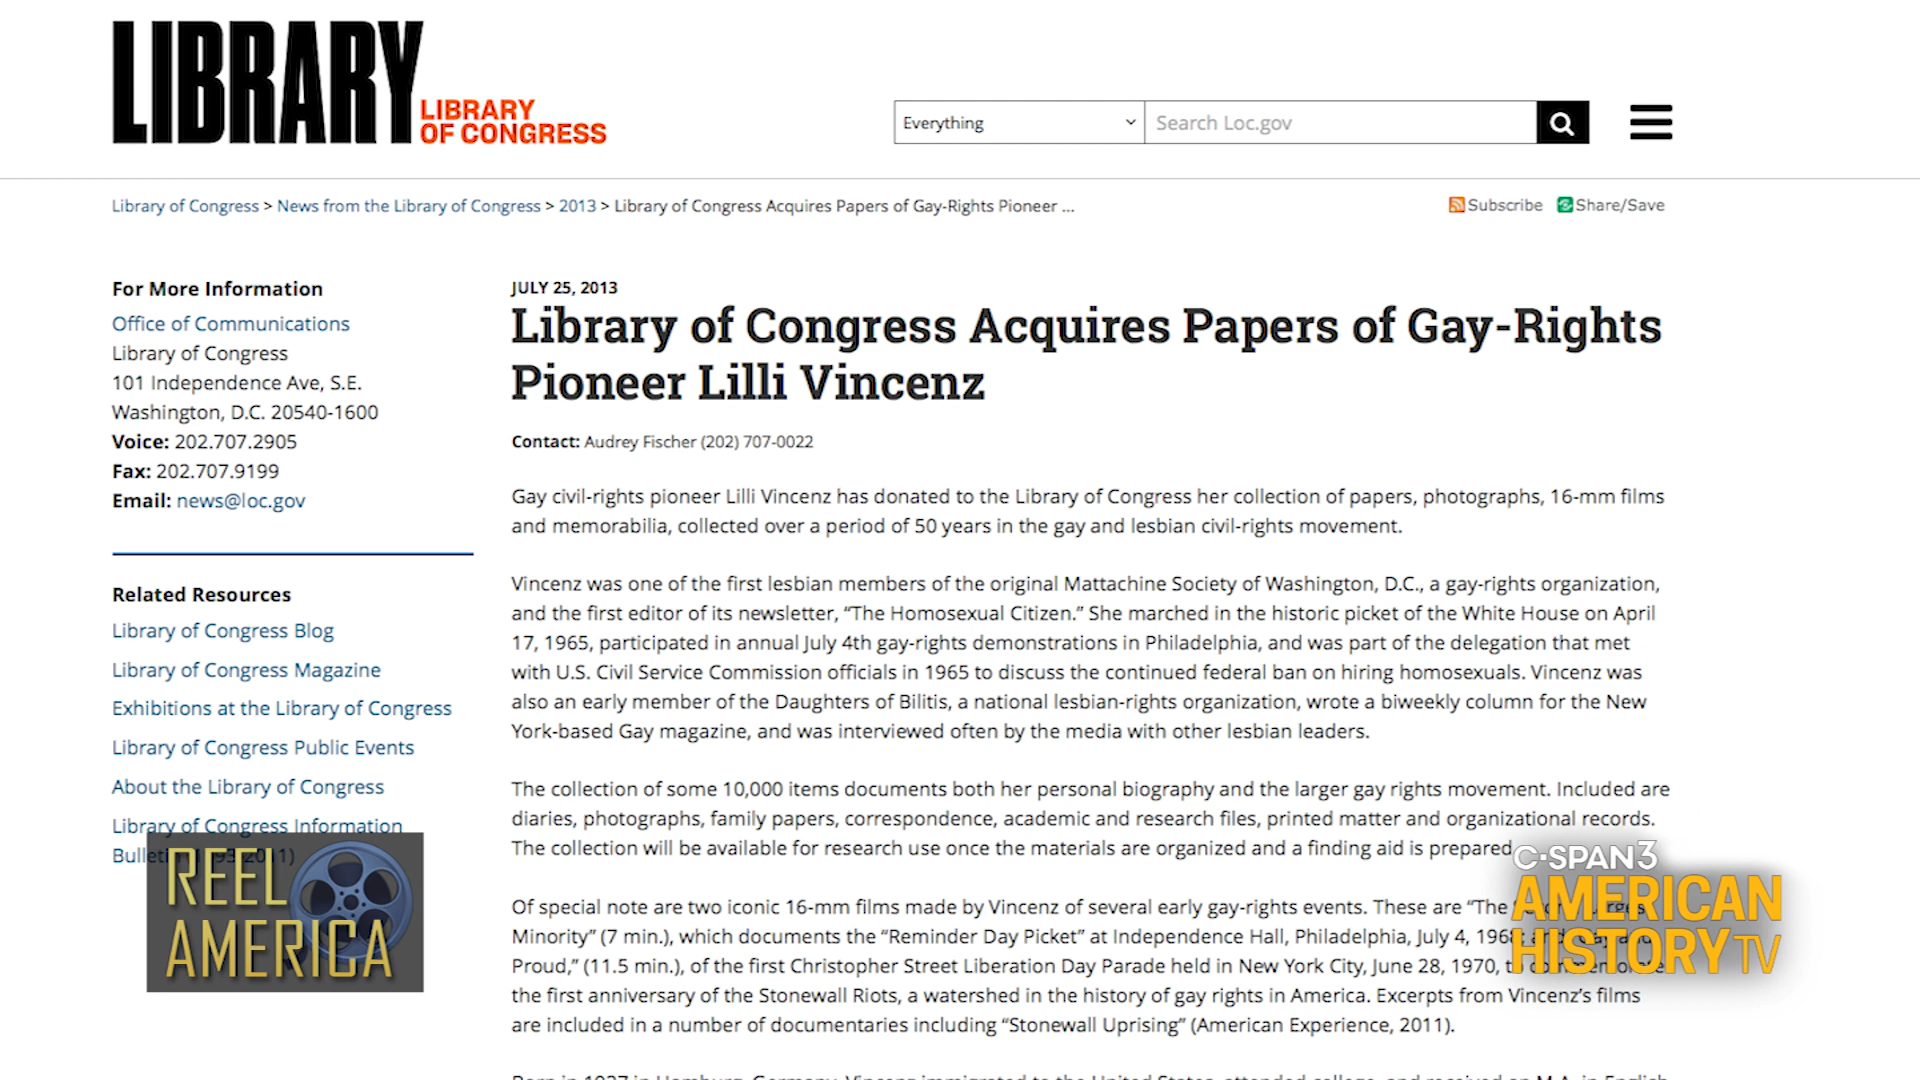 LIBRARY
LIBRARY
OF CONGRESS
Everything
Search Loc.gov
Library of Congress > News from the Library of Congress > 2013 > Library of Congress Acquires Papers of Gay-Rights Pioneer ...
Subscribe
Share/Save
For More Information
Office of Communications
Library of Congress
101 Independence Ave, S.E.
Washington, D.C. 20540-1600
Voice: 202.707.2905
Fax: 202.707.9199
Email: news@loc.gov
Related Resources
Library of Congress Blog
Library of Congress Magazine
Exhibitions at the Library of Congress
Library of Congress Public Events
About the Library of Congress
Library of Congress Information
JULY 25, 2013
Library of Congress Acquires Papers of Gay-Rights
Pioneer Lilli Vincenz
Contact: Audrey Fischer (202) 707-0022
Gay civil-rights pioneer Lilli Vincenz has donated to the Library of Congress her collection of papers, photographs, 16-mm films
and memorabilia, collected over a period of 50 years in the gay and lesbian civil-rights movement.
Vincenz was one of the first lesbian members of the original Mattachine Society of Washington, D.C., a gay-rights organization,
and the first editor of its newsletter, “The Homosexual Citizen.” She marched in the historic picket of the White House on April
17, 1965, participated in annual July 4th gay-rights demonstrations in Philadelphia, and was part of the delegation that met
with U.S. Civil Service Commission officials in 1965 to discuss the continued federal ban on hiring homosexuals. Vincenz was
also an early member of the Daughters of Bilitis, a national lesbian-rights organization, wrote a biweekly column for the New
York-based Gay magazine, and was interviewed often by the media with other lesbian leaders.
The collection of some 10,000 items documents both her personal biography and the larger gay rights movement. Included are
diaries, photographs, family papers, correspondence, academic and research files, printed matter and organizational records.
The collection will be available for research use once the materials are organized and a finding aid is prepared
Of special note are two iconic 16-mm films made by Vincenz of several early gay-rights events. These are “The
Minority” (7 min.), which documents the “Reminder Day Picket” at Independence Hall, Philadelphia, July 4,
Proud,” (11.5 min.), of the first Christopher Street Liberation Day Parade held in New York City, June 28, 1970,
the first anniversary of the Stonewall Riots, a watershed in the history of gay rights in America. Excerpts from Vincenz’s films
are included in a number of documentaries including “Stonewall Uprising” (American Experience, 2011).
REEL
AMERICA
C-SPAN3
AMERICAN
HISTORY TV